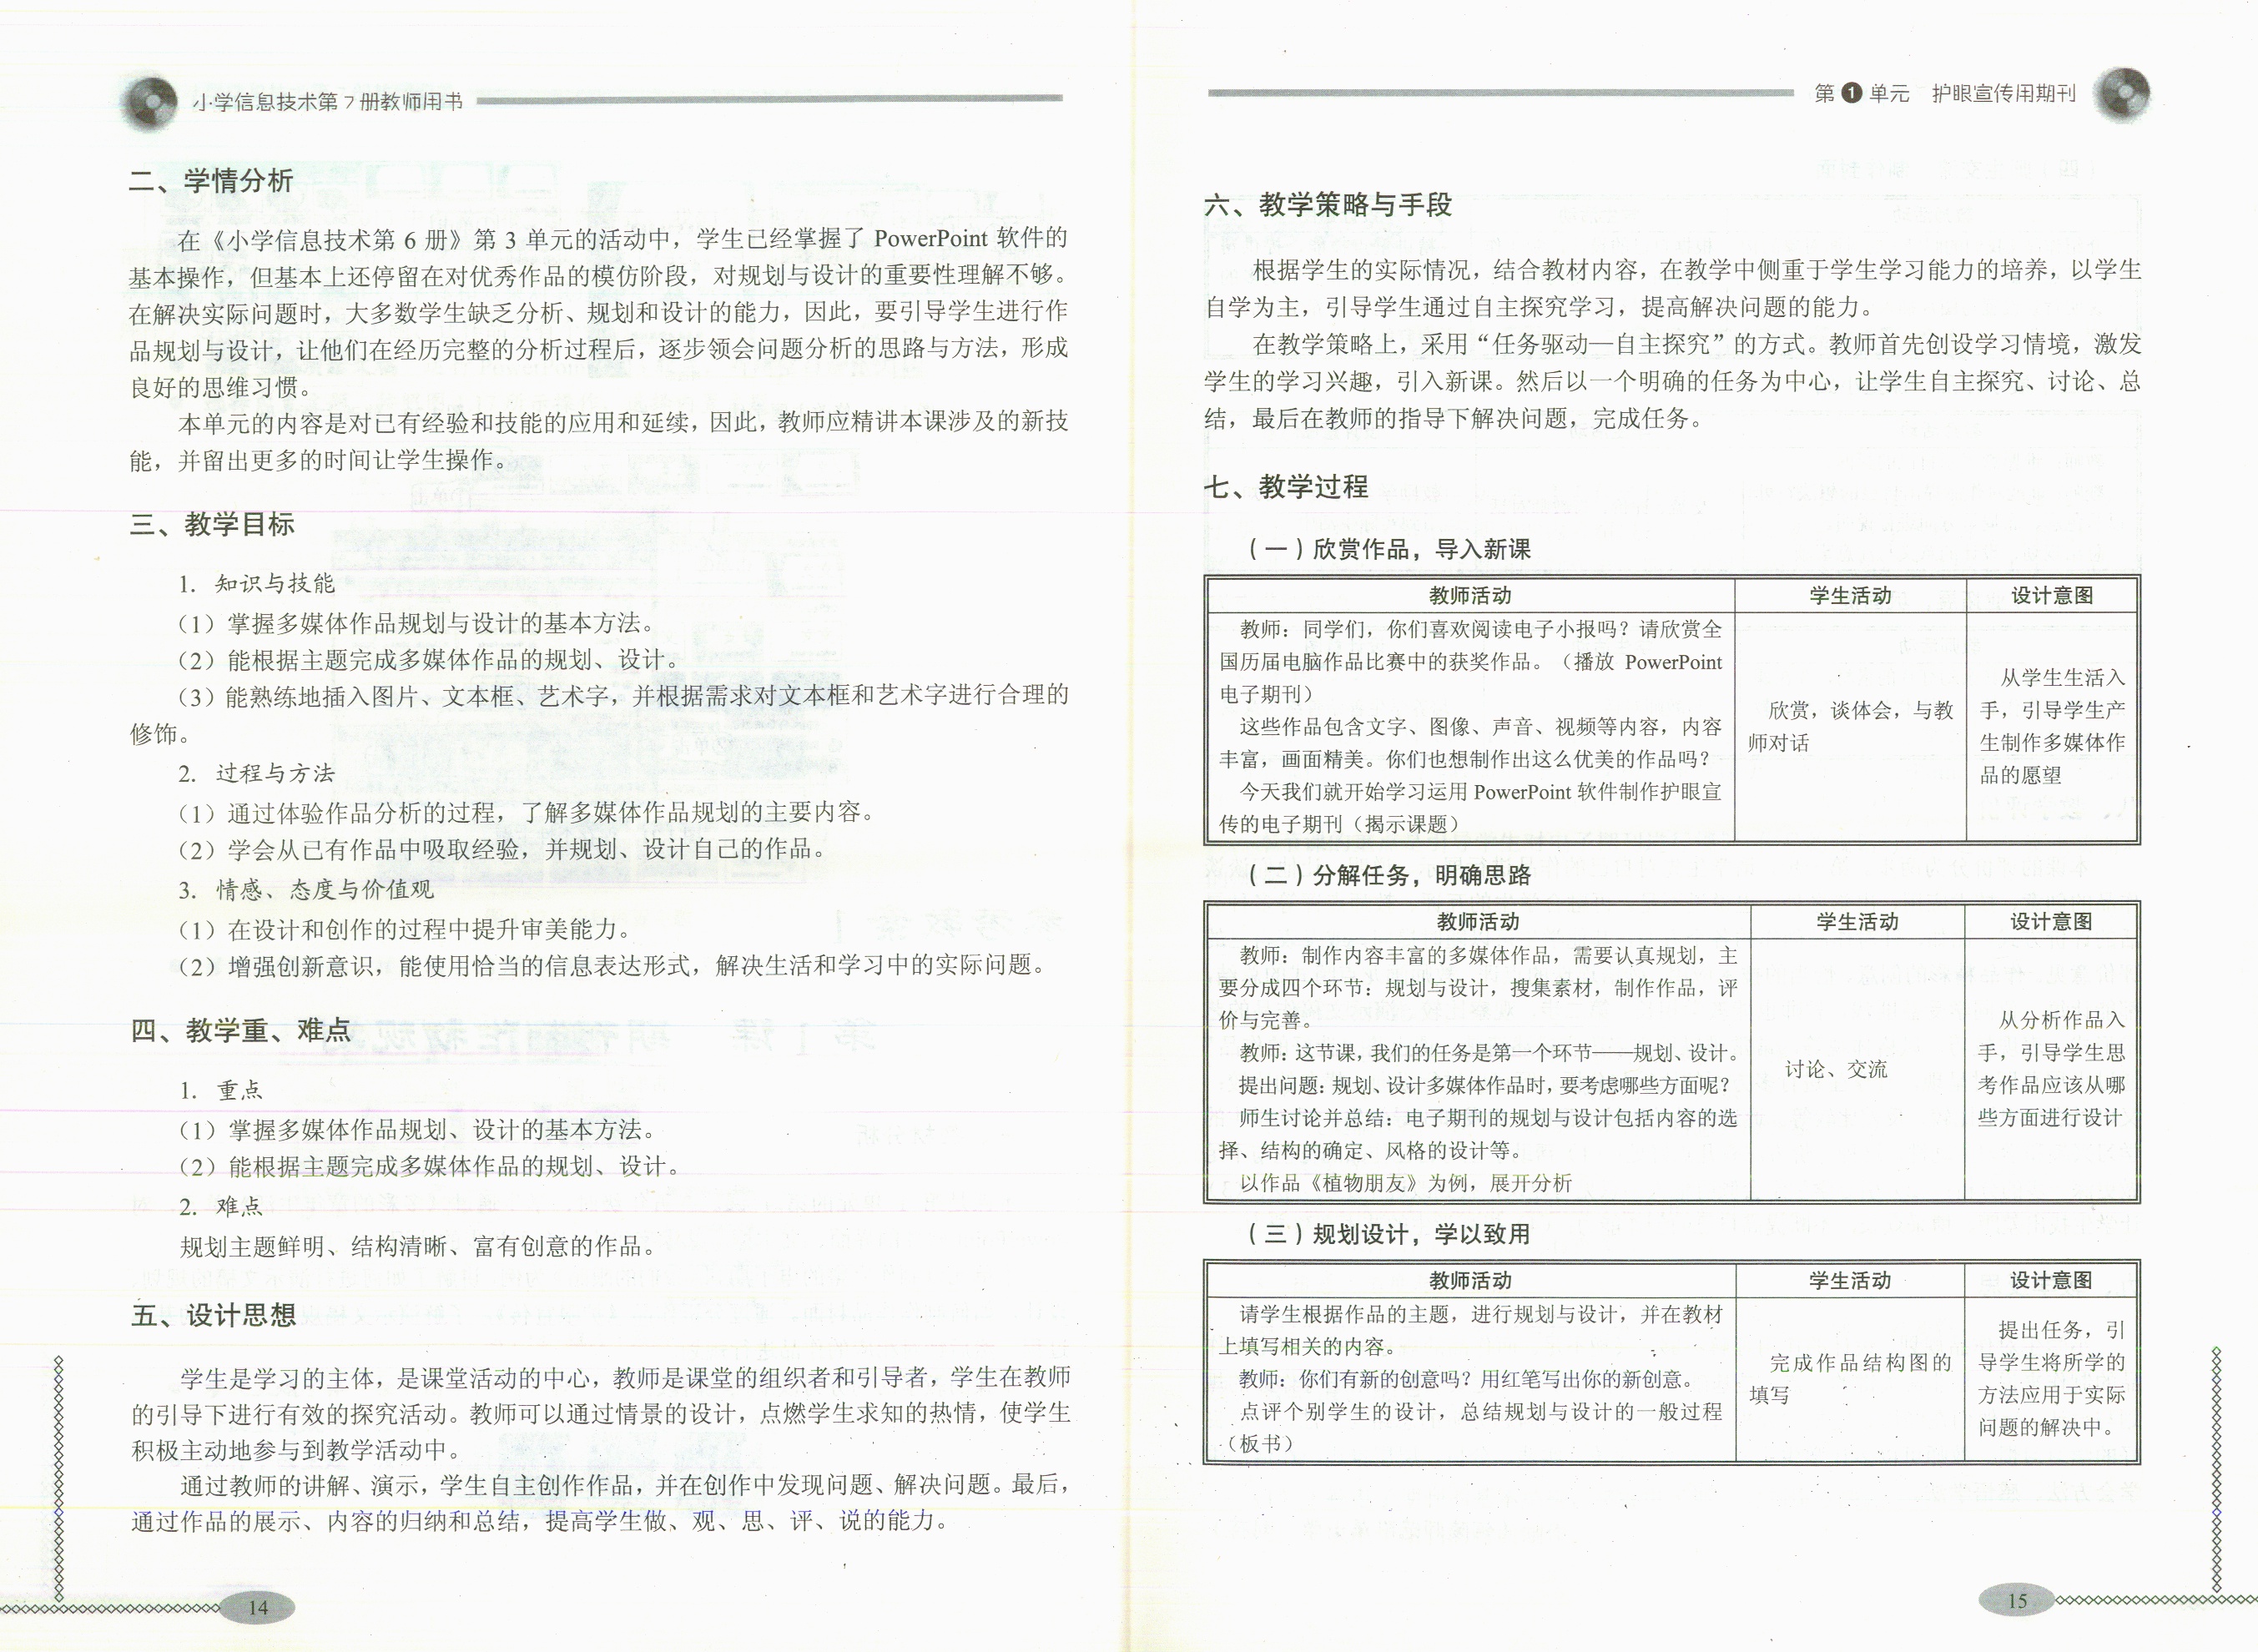 小学信息技术第7册教师用书
二、学情分析
在《小学信息技术第 6 册》第 3 单元的活动中，学生已经掌握了 PowerPoint 软件的
基本操作，但基本上还停留在对优秀作品的模仿阶段，对规划与设计的重要性理解不够。
在解决实际问题时，大多数学生缺乏分析、规划和设计的能力，因此，要引导学生进行作
品规划与设计，让他们在经历完整的分析过程后，逐步领会问题分析的思路与方法，形成
良好的思维习惯。
本单元的内容是对已有经验和技能的应用和延续，因此，教师应精讲本课涉及的新技
能，并留出更多的时间让学生操作。
三、教学目标
1. 知识与技能
（1）掌握多媒体作品规划与设计的基本方法。
（2）能根据主题完成多媒体作品的规划、设计。
（3）能熟练地插入图片、文本框、艺术字，并根据需求对文本框和艺术字进行合理的
修饰。
2. 过程与方法
（1）通过体验作品分析的过程，了解多媒体作品规划的主要内容。
（2）学会从已有作品中吸取经验，并规划、设计自己的作品。
3. 情感、态度与价值观
（1）在设计和创作的过程中提升审美能力。
（2）增强创新意识，能使用恰当的信息表达形式，解决生活和学习中的实际问题。
四、教学重、难点
1. 重点
（1）掌握多媒体作品规划、设计的基本方法。
（2）能根据主题完成多媒体作品的规划、设计。
2. 难点
规划主题鲜明、结构清晰、富有创意的作品。
五、设计思想
学生是学习的主体，是课堂活动的中心，教师是课堂的组织者和引导者，学生在教师
的引导下进行有效的探究活动。教师可以通过情景的设计，点燃学生求知的热情，使学生
积极主动地参与到教学活动中。
通过教师的讲解、演示，学生自主创作作品，并在创作中发现问题、解决问题。最后，
通过作品的展示、内容的归纳和总结，提高学生做、观、思、评、说的能力。
14
第1单元 护眼宣传用期刊
六、教学策略与手段
根据学生的实际情况，结合教材内容，在教学中侧重于学生学习能力的培养，以学生
自学为主，引导学生通过自主探究学习，提高解决问题的能力。
在教学策略上，采用“任务驱动—自主探究”的方式。教师首先创设学习情境，激发
学生的学习兴趣，引入新课。然后以一个明确的任务为中心，让学生自主探究、讨论、总
结，最后在教师的指导下解决问题，完成任务。
七、教学过程
（一）欣赏作品，导入新课
教师活动 学生活动 设计意图
教师：同学们，你们喜欢阅读电子小报吗？请欣赏全
国历届电脑作品比赛中的获奖作品。（播放 PowerPoint
电子期刊）
这些作品包含文字、图像、声音、视频等内容，内容
丰富，画面精美。你们也想制作出这么优美的作品吗？
今天我们就开始学习运用 PowerPoint 软件制作护眼宣
传的电子期刊（揭示课题）
欣赏，谈体会，与教
师对话
从学生生活入
手，引导学生产
生制作多媒体作
品的愿望
（二）分解任务，明确思路
教师活动 学生活动 设计意图
教师：制作内容丰富的多媒体作品，需要认真规划，主
要分成四个环节：规划与设计，搜集素材，制作作品，评
价与完善。
教师：这节课，我们的任务是第一个环节——规划、设计。
提出问题：规划、设计多媒体作品时，要考虑哪些方面呢？
师生讨论并总结：电子期刊的规划与设计包括内容的选
择、结构的确定、风格的设计等。
以作品《植物朋友》为例，展开分析
讨论、交流
从分析作品入
手，引导学生思
考作品应该从哪
些方面进行设计
（三）规划设计，学以致用
教师活动 学生活动 设计意图
请学生根据作品的主题，进行规划与设计，并在教材
上填写相关的内容。
教师：你们有新的创意吗？用红笔写出你的新创意。
点评个别学生的设计，总结规划与设计的一般过程
（板书）
完成作品结构图的
填写
提出任务，引
导学生将所学的
方法应用于实际
问题的解决中。
15